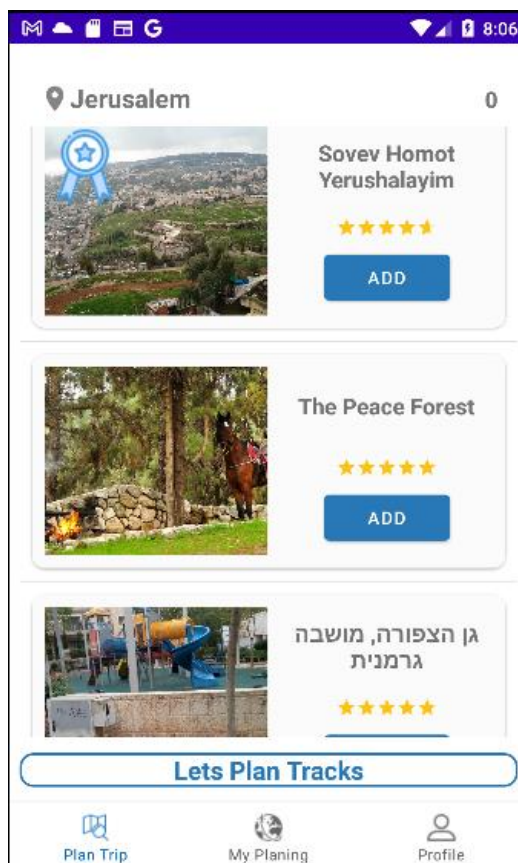 8:06
Jerusalem 0
Sovev Homot
Yerushalayim
ADD
The Peace Forest
ADD
גן הצפורה, מושבה
גרמנית
Lets Plan Tracks
Plan Trip My Planing Profile